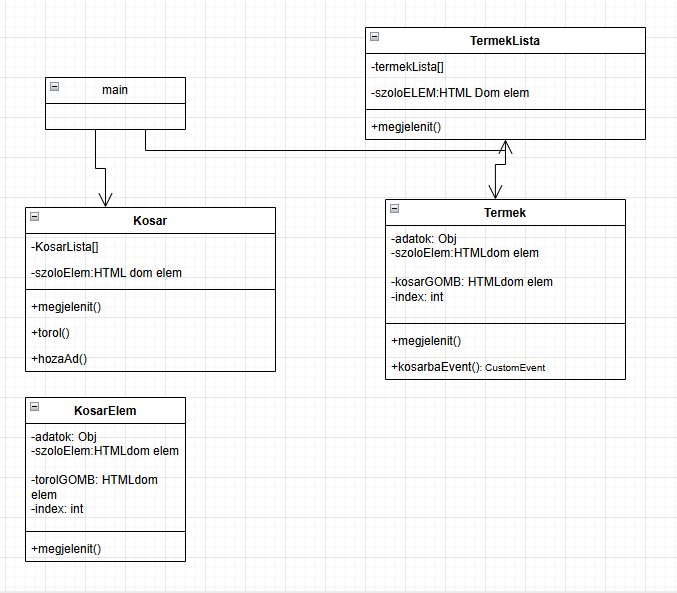 TermekLista
-termekLista[]
-szoloELEM:HTML Dom elem
+megjelenit()
main
Kosar
-KosarLista[]
-szoloElem:HTML dom elem
+megjelenit()
+torol()
+hozaAd()
Termek
-adatok: Obj
-szoloElem:HTMLdom elem
-kosarGOMB: HTMLdom elem
-index: int
+megjelenit()
+kosarbaEvent(): CustomEvent
KosarElem
-adatok: Obj
-szoloElem:HTMLdom elem
-torolGOMB: HTMLdom
elem
-index: int
+megjelenit()